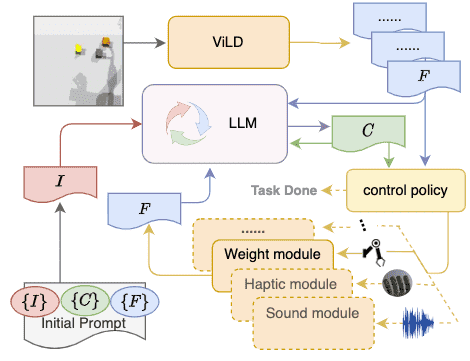 ViLD
......
......
F
LLM
C
I
F
Task Done
control policy
......
Weight module
Haptic module
Sound module
{I}
{C}
{F}
Initial Prompt